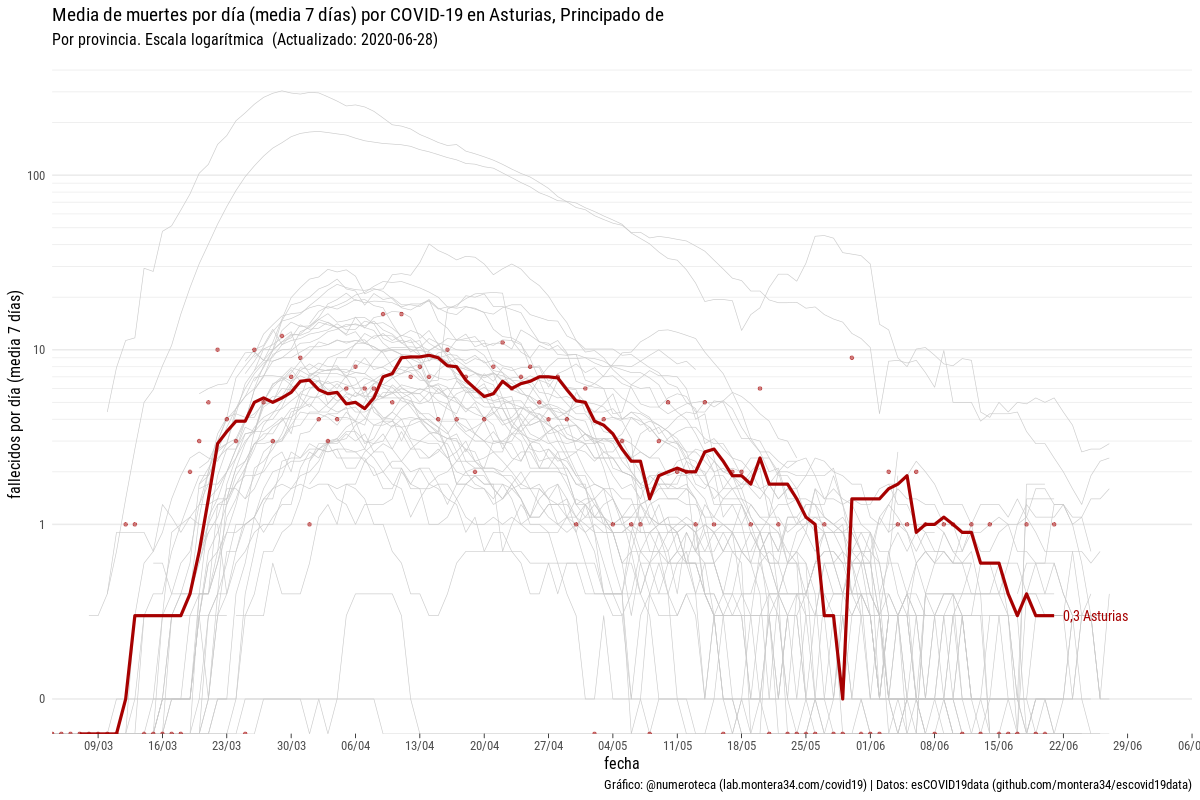 Media de muertes por día (media 7 días) por COVID-19 en Asturias, Principado de
Por provincia. Escala logarítmica  (Actualizado: 2020-06-28)
fallecidos por día (media 7 días)
100
10
1
0
0,3 Asturias
09/03 16/03 23/03 30/03 06/04 13/04 20/04 27/04 04/05 11/05 18/05 25/05 01/06 08/06 15/06 22/06 29/06 06/0
fecha
Gráfico: @numeroteca (lab.montera34.com/covid19) | Datos: esCOVID19data (github.com/montera34/escovid19data)